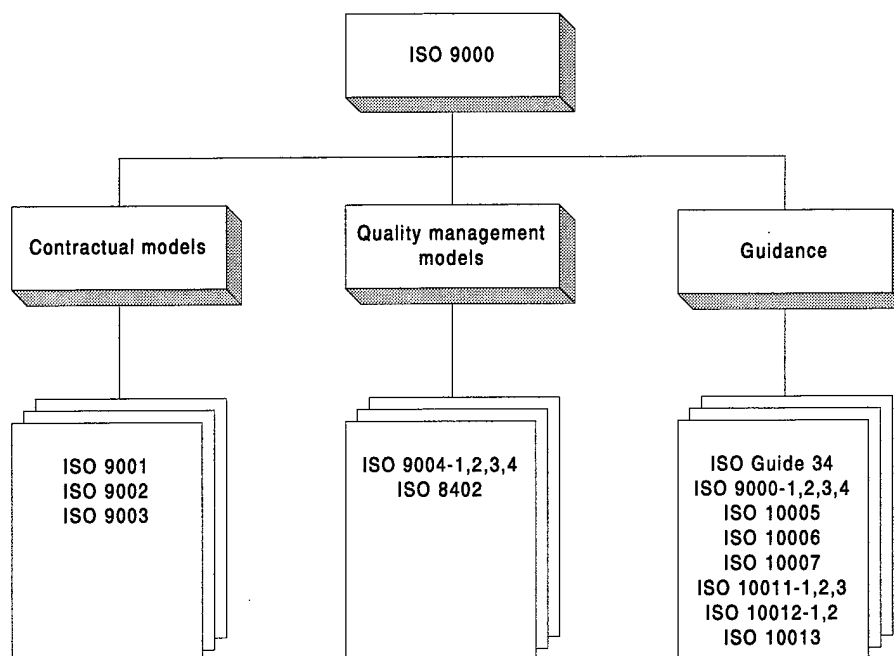 ISO 9000
Contractual models
Quality management
models
Guidance
ISO 9001
ISO 9002
ISO 9003
ISO 9004-1,2,3,4
ISO 8402
ISO Guide 34
ISO 9000-1,2,3,4
ISO 10005
ISO 10006
ISO 10007
ISO 10011-1,2,3
ISO 10012-1,2
ISO 10013